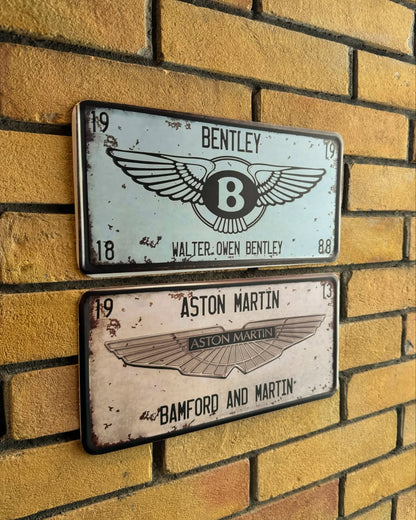 19 BENTLEY 19
B
18 WALTER OWEN BENTLEY 88
19 ASTON MARTIN 13
ASTON MARTIN
BAMFORD AND MARTIN